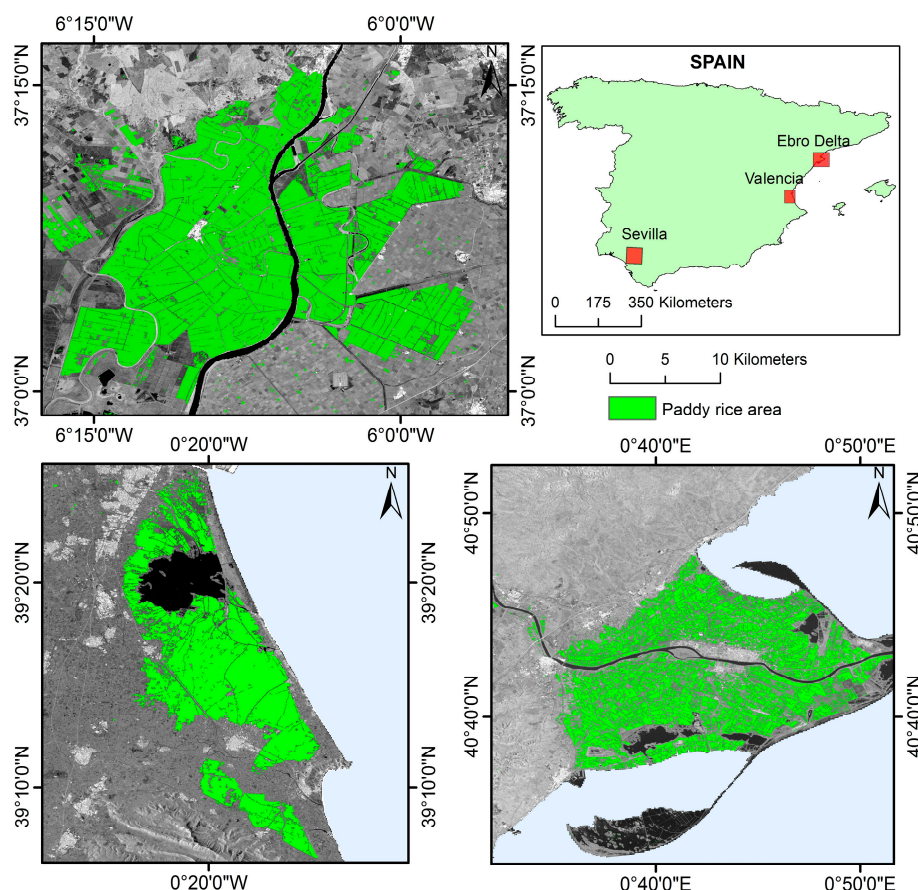 6°15'0"W 6°0'0"W
37°15'0"N
37°0'0"N
N
6°15'0"W 6°0'0"W
SPAIN
Ebro Delta
Valencia
Sevilla
0 175 350 Kilometers
37°15'0"N
37°0'0"N
0 5 10 Kilometers
Paddy rice area
0°20'0"W
39°20'0"N
39°10'0"N
N
0°20'0"W
39°20'0"N
39°10'0"N
0°40'0"E 0°50'0"E
40°50'0"N
40°40'0"N
N
0°40'0"E 0°50'0"E
40°50'0"N
40°40'0"N